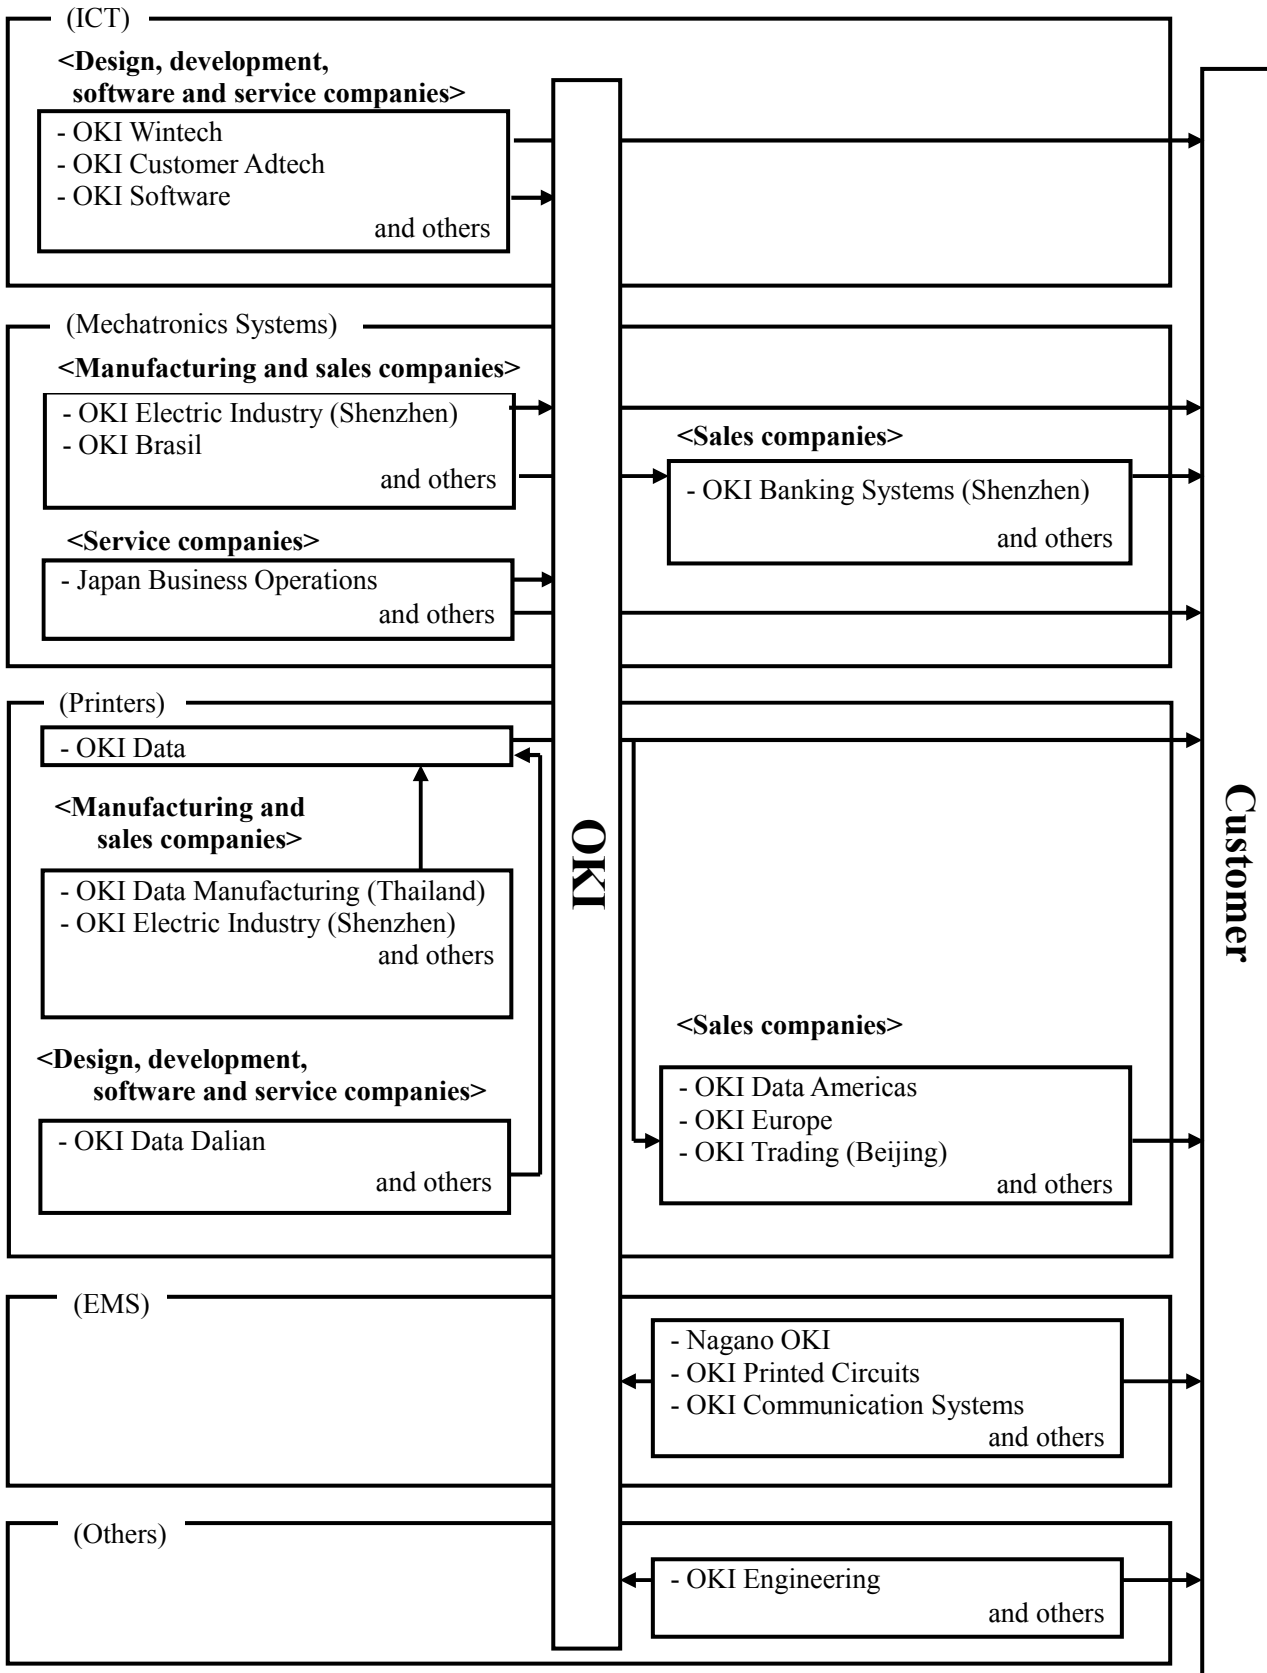 (ICT)
<Design, development,
software and service companies>
- OKI Wintech
- OKI Customer Adtech
- OKI Software
and others
(Mechatronics Systems)
<Manufacturing and sales companies>
- OKI Electric Industry (Shenzhen)
- OKI Brasil
and others
<Sales companies>
- OKI Banking Systems (Shenzhen)
and others
<Service companies>
- Japan Business Operations
and others
(Printers)
- OKI Data
<Manufacturing and
sales companies>
- OKI Data Manufacturing (Thailand)
- OKI Electric Industry (Shenzhen)
and others
<Design, development,
software and service companies>
- OKI Data Dalian
and others
<Sales companies>
- OKI Data Americas
- OKI Europe
- OKI Trading (Beijing)
and others
OKI
Customer
(EMS)
- Nagano OKI
- OKI Printed Circuits
- OKI Communication Systems
and others
(Others)
- OKI Engineering
and others